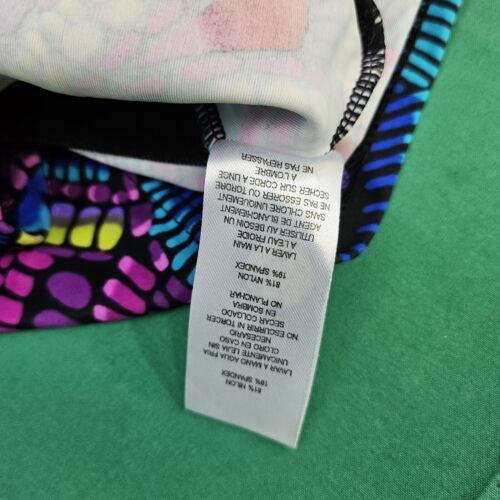 81% NILON
19% SPANDEX
LAVAR A MANO AGUA FRIA
UNICAMENTE LEJIA SIN
CLORO EN CASO
NECESARIO
NO ESCURRIR NI TORCER
SECAR COLGADO
EN SOMBRA
NO PLANCHAR
81% NYLON
19% SPANDEX
LAVER A LA MAIN
A L'EAU FROIDE
UTILISER AU BESOIN UN
AGENT DE BLANCHIEMENT
SANS CHLORE UNIQUEMENT
NE PAS ESSORER OU TORDRE
SECHER SUR CORDE A LINGE
A L'OMBRE
NE PAS REPASSER